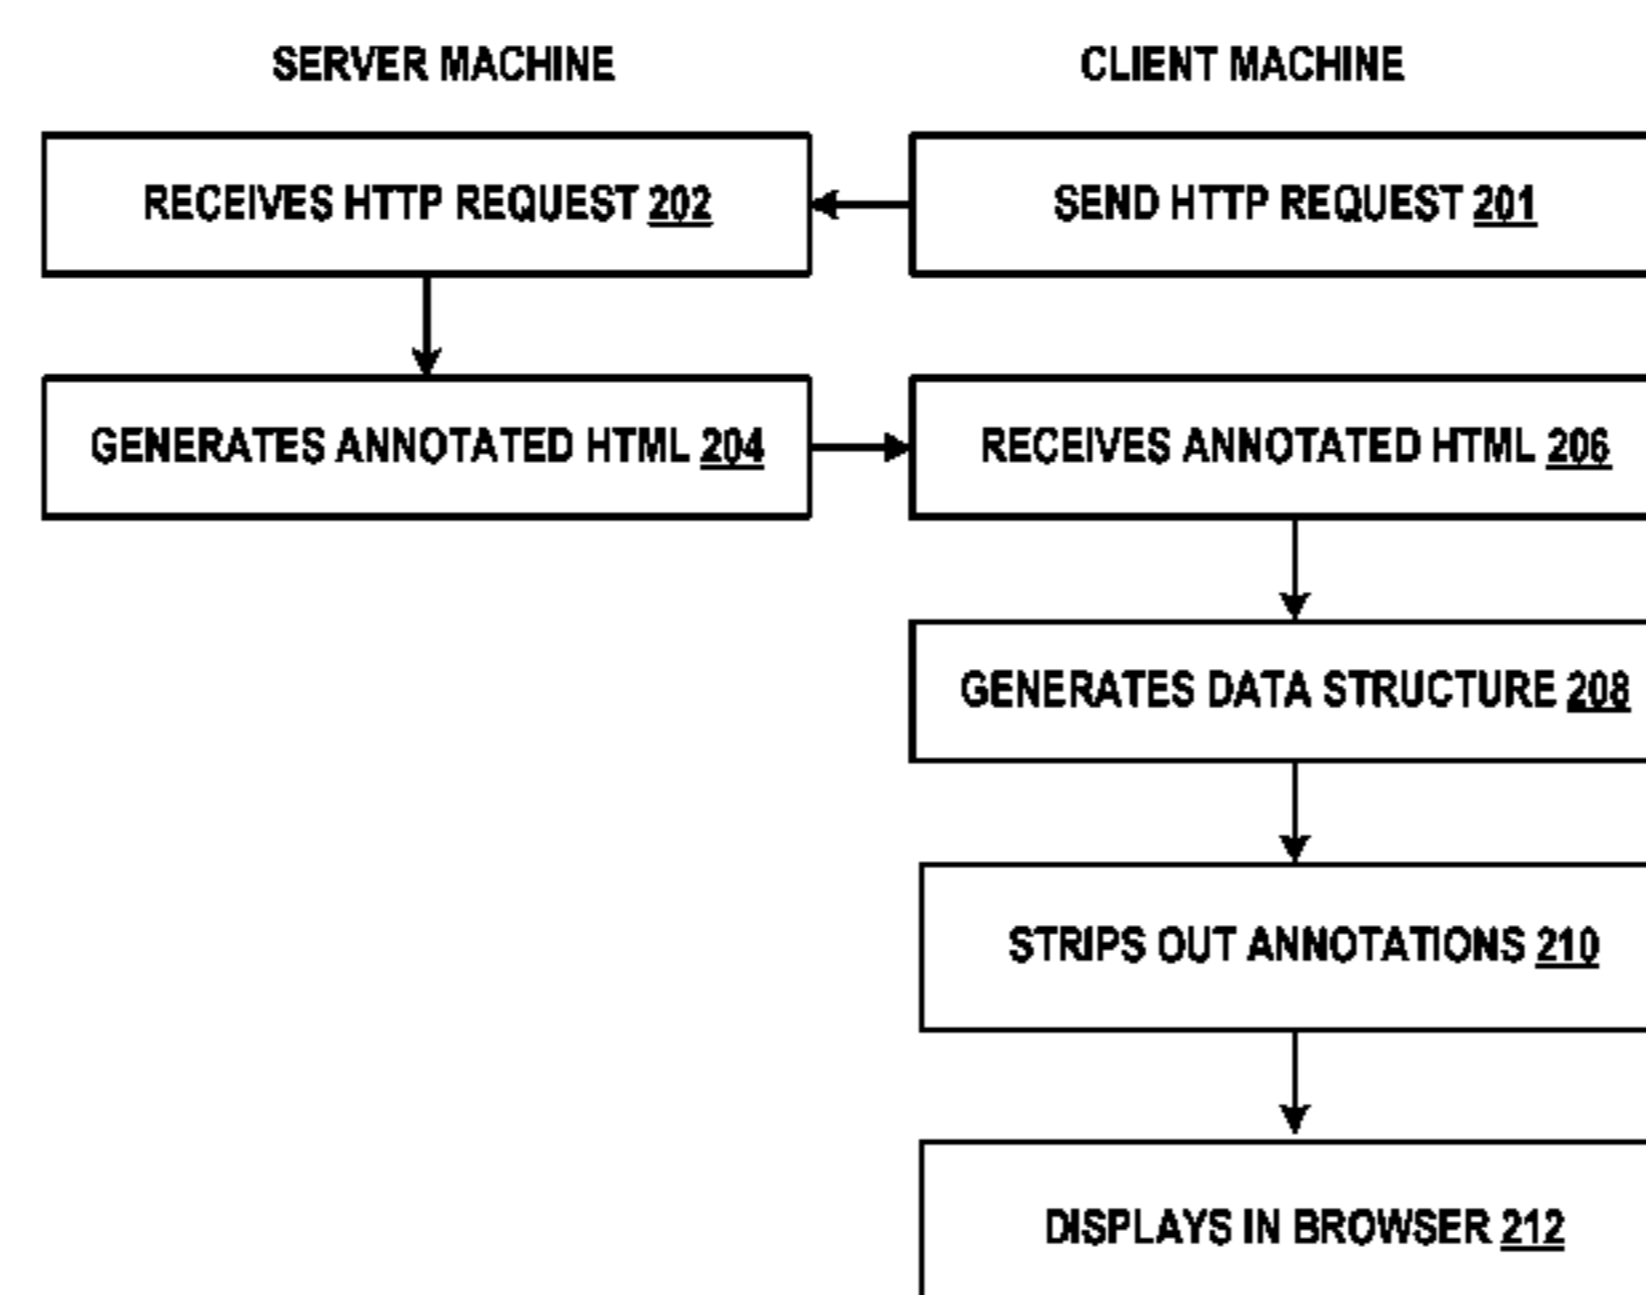 SERVER MACHINE
CLIENT MACHINE
RECEIVES HTTP REQUEST 202
SEND HTTP REQUEST 201
GENERATES ANNOTATED HTML 204
RECEIVES ANNOTATED HTML 206
GENERATES DATA STRUCTURE 208
STRIPS OUT ANNOTATIONS 210
DISPLAYS IN BROWSER 212